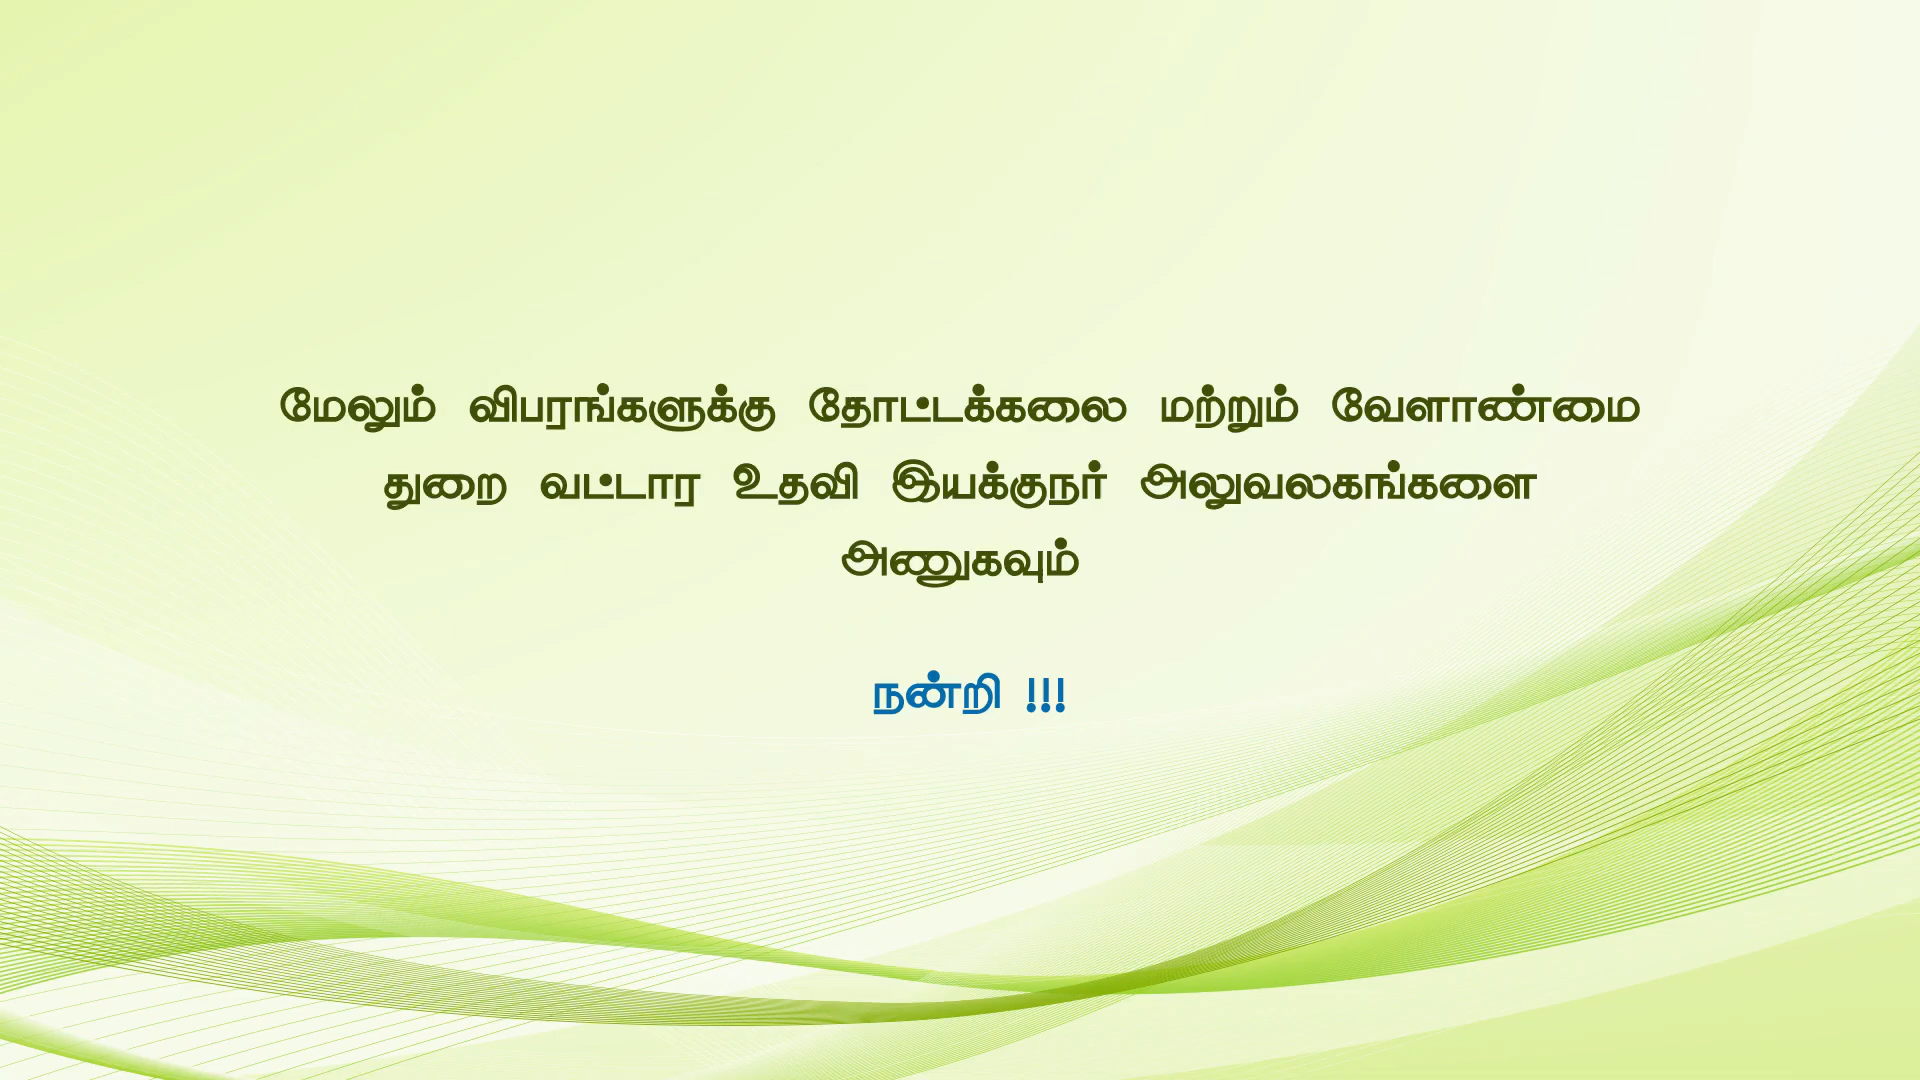 மேலும் விபரங்களுக்கு தோட்டக்கலை மற்றும் வேளாண்மை
துறை வட்டார உதவி இயக்குநர் அலுவலகங்களை
அணுகவும்
நன்றி !!!